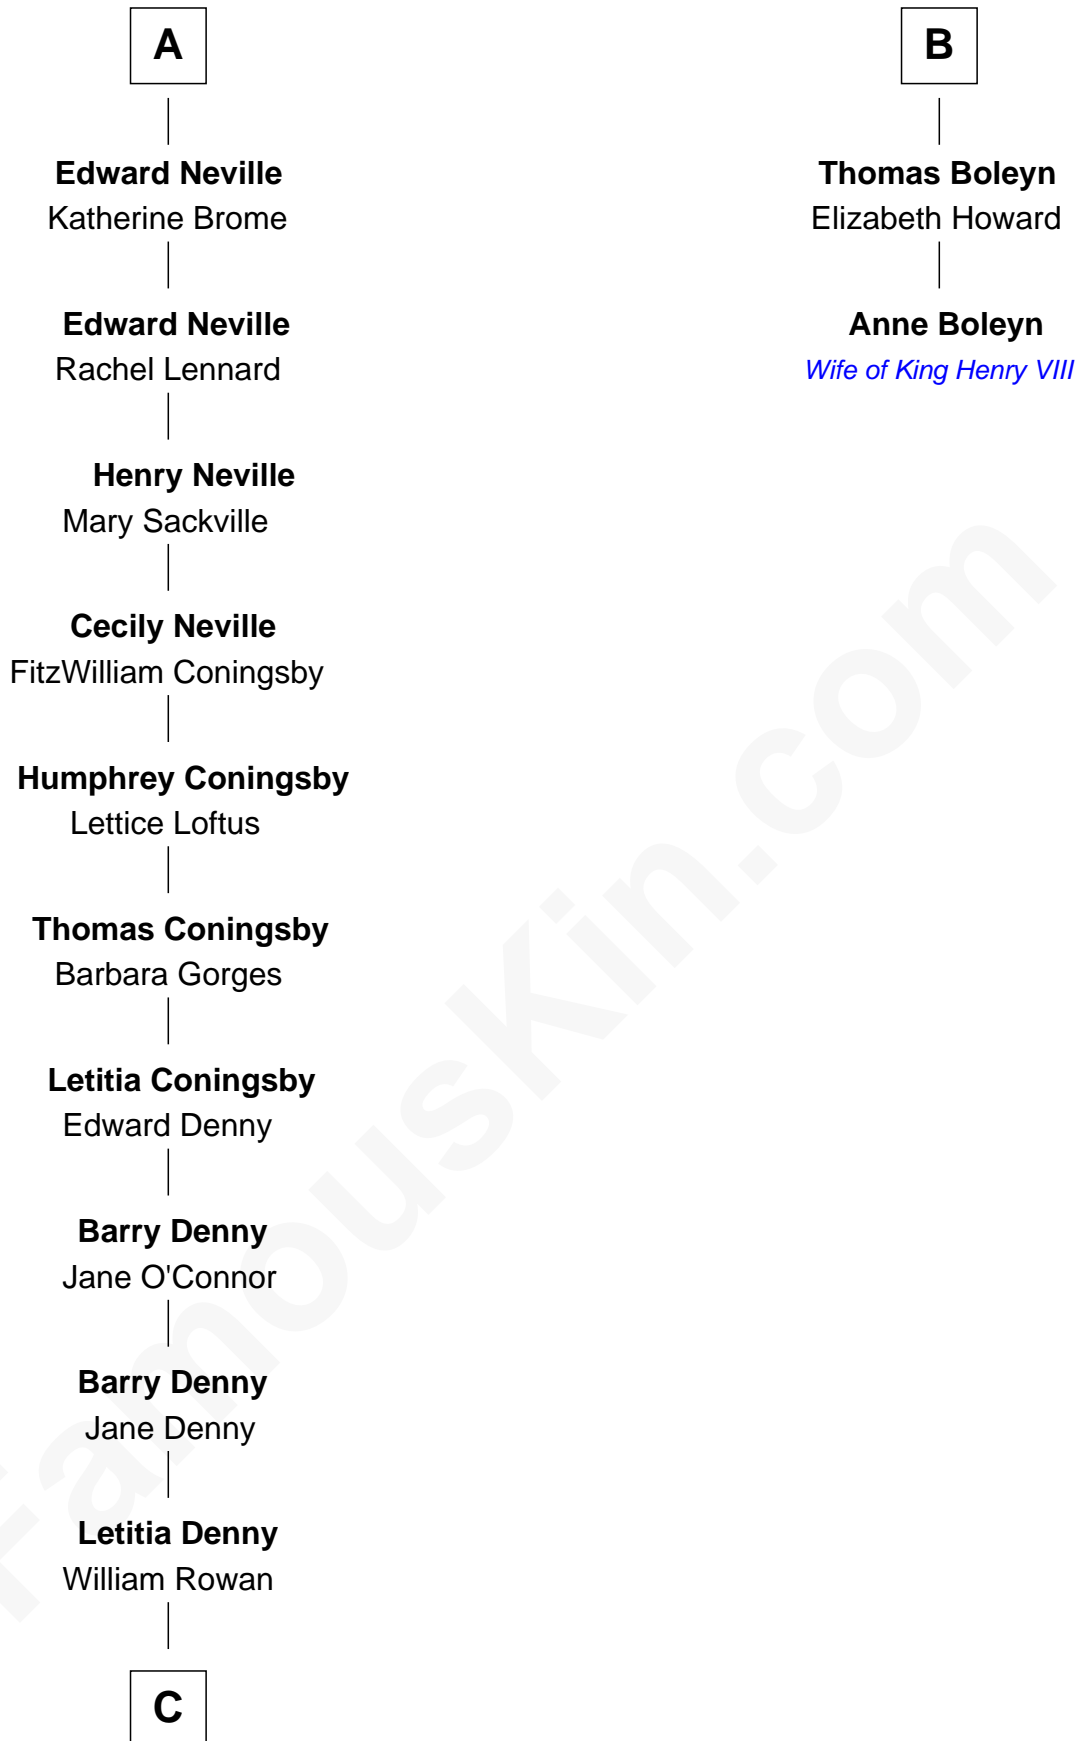 A
Edward Neville
Katherine Brome
Edward Neville
Rachel Lennard
Henry Neville
Mary Sackville
Cecily Neville
FitzWilliam Coningsby
Humphrey Coningsby
Lettice Loftus
Thomas Coningsby
Barbara Gorges
Letitia Coningsby
Edward Denny
Barry Denny
Jane O'Connor
Barry Denny
Jane Denny
Letitia Denny
William Rowan
C
B
Thomas Boleyn
Elizabeth Howard
Anne Boleyn
Wife of King Henry VIII
FamousKin.com